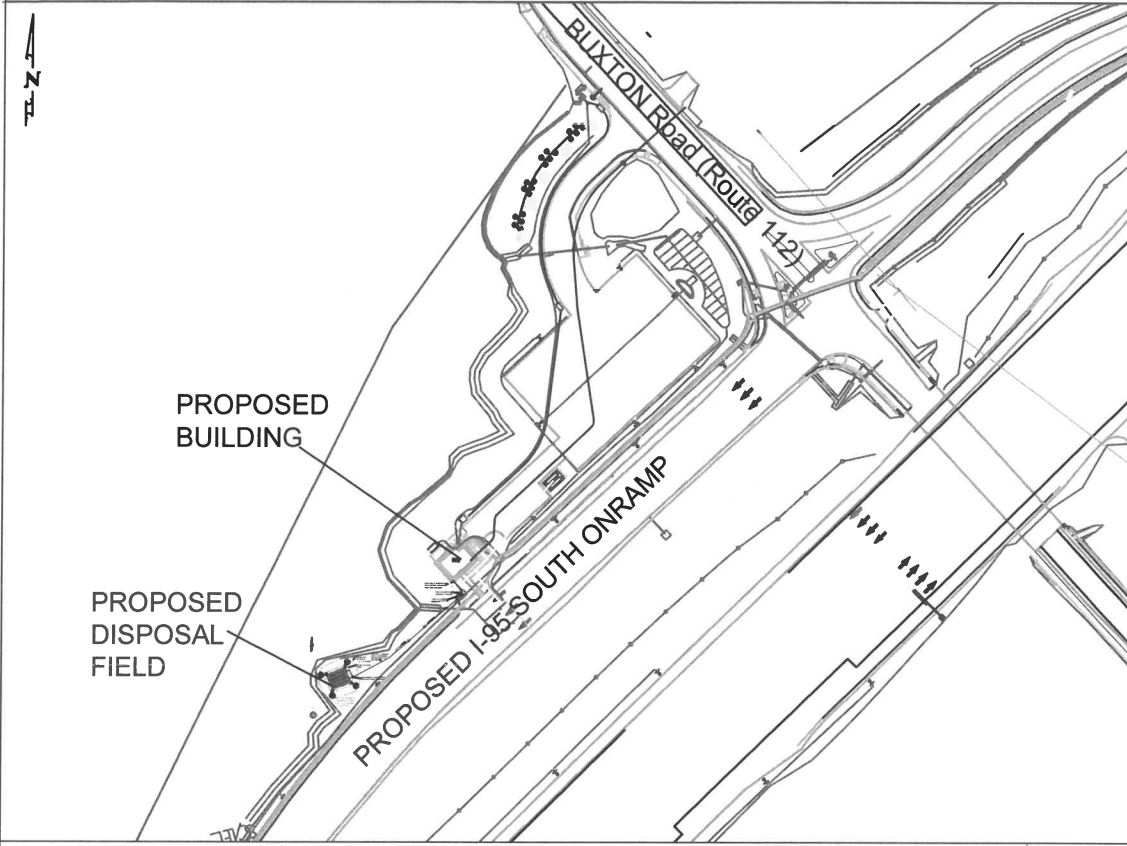 N
BUXTON Road (Route 112)
PROPOSED
BUILDING
PROPOSED
DISPOSAL
FIELD
PROPOSED I-95 SOUTH ONRAMP